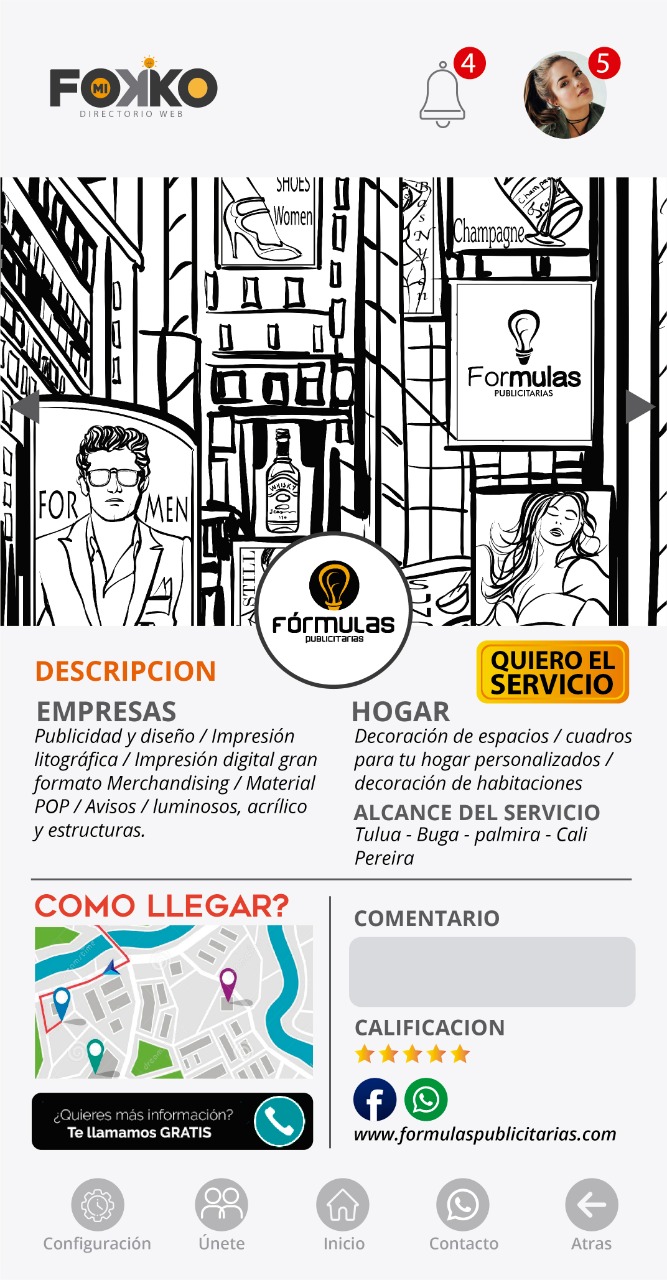 FOKKO
MI
DIRECTORIO WEB
4
5
SHOES
Women
Champagne
Formulas
PUBLICITARIAS
FOR MEN
WHISKY
FÓRMULAS
PUBLICITARIAS
DESCRIPCION
QUIERO EL
SERVICIO
EMPRESAS
Publicidad y diseño / Impresión
litográfica / Impresión digital gran
formato Merchandising / Material
POP / Avisos / luminosos, acrílico
y estructuras.
HOGAR
Decoración de espacios / cuadros
para tu hogar personalizados /
decoración de habitaciones
ALCANCE DEL SERVICIO
Tulua - Buga - palmira - Cali
Pereira
COMO LLEGAR?
¿Quieres más información?
Te llamamos GRATIS
COMENTARIO
CALIFICACION
www.formulaspublicitarias.com
Configuración
Únete
Inicio
Contacto
Atras